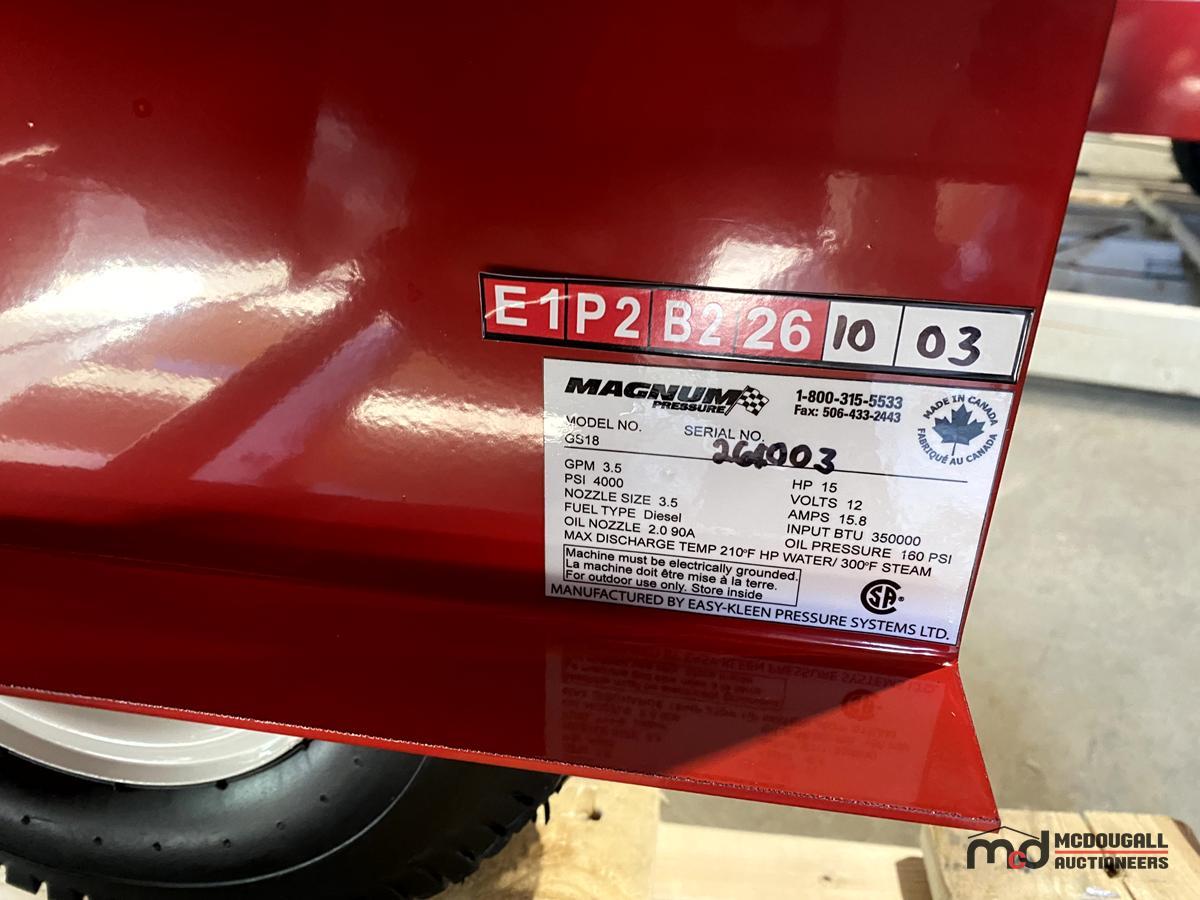 E1 P2 B2 26 10 03
MAGNUM PRESSURE
1-800-315-5533
Fax: 506-433-2443
MADE IN CANADA
FABRIQUÉ AU CANADA
MODEL NO.
GS18
SERIAL NO.
GPM 3.5
PSI 4000
NOZZLE SIZE 3.5
FUEL TYPE Diesel
OIL NOZZLE 2.0 90A
HP 15
VOLTS 12
AMPS 15.8
INPUT BTU 350000
OIL PRESSURE 160 PSI
MAX DISCHARGE TEMP 210°F HP WATER/ 300°F STEAM
Machine must be electrically grounded.
La machine doit être mise à la terre.
For outdoor use only. Store inside
MANUFACTURED BY EASY-KLEEN PRESSURE SYSTEMS LTD.
mcd MCDOUGALL
AUCTIONEERS